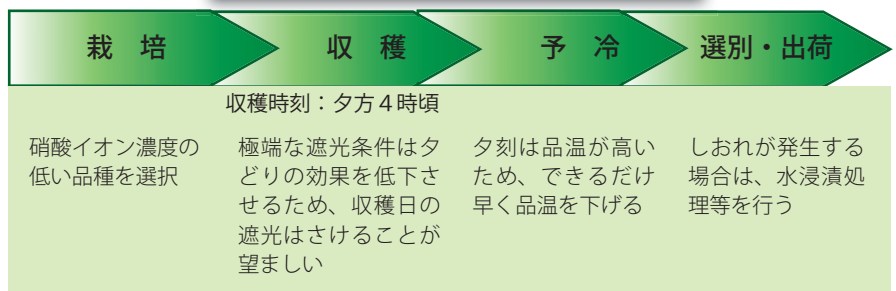 栽　培
収　穫
予　冷
選別・出荷
収穫時刻：夕方４時頃
硝酸イオン濃度の
低い品種を選択
極端な遮光条件は夕
どりの効果を低下さ
せるため、収穫日の
遮光はさけることが
望ましい
夕刻は品温が高い
ため、できるだけ
早く品温を下げる
しおれが発生する
場合は、水浸漬処
理等を行う